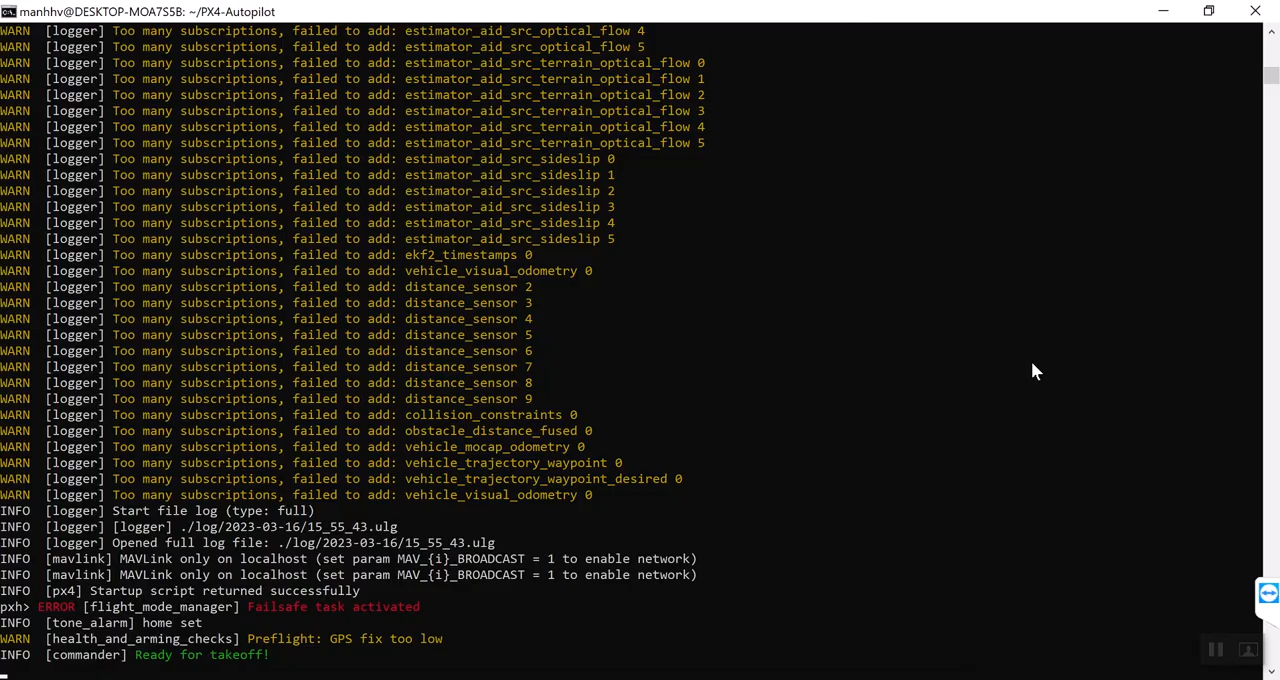 manhhv@DESKTOP-MOA7S5B: ~/PX4-Autopilot
WARN [logger] Too many subscriptions, failed to add: estimator_aid_src_optical_flow 4
WARN [logger] Too many subscriptions, failed to add: estimator_aid_src_optical_flow 5
WARN [logger] Too many subscriptions, failed to add: estimator_aid_src_terrain_optical_flow 0
WARN [logger] Too many subscriptions, failed to add: estimator_aid_src_terrain_optical_flow 1
WARN [logger] Too many subscriptions, failed to add: estimator_aid_src_terrain_optical_flow 2
WARN [logger] Too many subscriptions, failed to add: estimator_aid_src_terrain_optical_flow 3
WARN [logger] Too many subscriptions, failed to add: estimator_aid_src_terrain_optical_flow 4
WARN [logger] Too many subscriptions, failed to add: estimator_aid_src_terrain_optical_flow 5
WARN [logger] Too many subscriptions, failed to add: estimator_aid_src_sideslip 0
WARN [logger] Too many subscriptions, failed to add: estimator_aid_src_sideslip 1
WARN [logger] Too many subscriptions, failed to add: estimator_aid_src_sideslip 2
WARN [logger] Too many subscriptions, failed to add: estimator_aid_src_sideslip 3
WARN [logger] Too many subscriptions, failed to add: estimator_aid_src_sideslip 4
WARN [logger] Too many subscriptions, failed to add: estimator_aid_src_sideslip 5
WARN [logger] Too many subscriptions, failed to add: ekf2_timestamps 0
WARN [logger] Too many subscriptions, failed to add: vehicle_visual_odometry 0
WARN [logger] Too many subscriptions, failed to add: distance_sensor 2
WARN [logger] Too many subscriptions, failed to add: distance_sensor 3
WARN [logger] Too many subscriptions, failed to add: distance_sensor 4
WARN [logger] Too many subscriptions, failed to add: distance_sensor 5
WARN [logger] Too many subscriptions, failed to add: distance_sensor 6
WARN [logger] Too many subscriptions, failed to add: distance_sensor 7
WARN [logger] Too many subscriptions, failed to add: distance_sensor 8
WARN [logger] Too many subscriptions, failed to add: distance_sensor 9
WARN [logger] Too many subscriptions, failed to add: collision_constraints 0
WARN [logger] Too many subscriptions, failed to add: obstacle_distance_fused 0
WARN [logger] Too many subscriptions, failed to add: vehicle_mocap_odometry 0
WARN [logger] Too many subscriptions, failed to add: vehicle_trajectory_waypoint 0
WARN [logger] Too many subscriptions, failed to add: vehicle_trajectory_waypoint_desired 0
WARN [logger] Too many subscriptions, failed to add: vehicle_visual_odometry 0
INFO [logger] Start file log (type: full)
INFO [logger] [logger] ./log/2023-03-16/15_55_43.ulg
INFO [logger] Opened full log file: ./log/2023-03-16/15_55_43.ulg
INFO [mavlink] MAVLink only on localhost (set param MAV_{i}_BROADCAST = 1 to enable network)
INFO [mavlink] MAVLink only on localhost (set param MAV_{i}_BROADCAST = 1 to enable network)
INFO [px4] Startup script returned successfully
pxh> ERROR [flight_mode_manager] Failsafe task activated
INFO [tone_alarm] home set
WARN [health_and_arming_checks] Preflight: GPS fix too low
INFO [commander] Ready for takeoff!